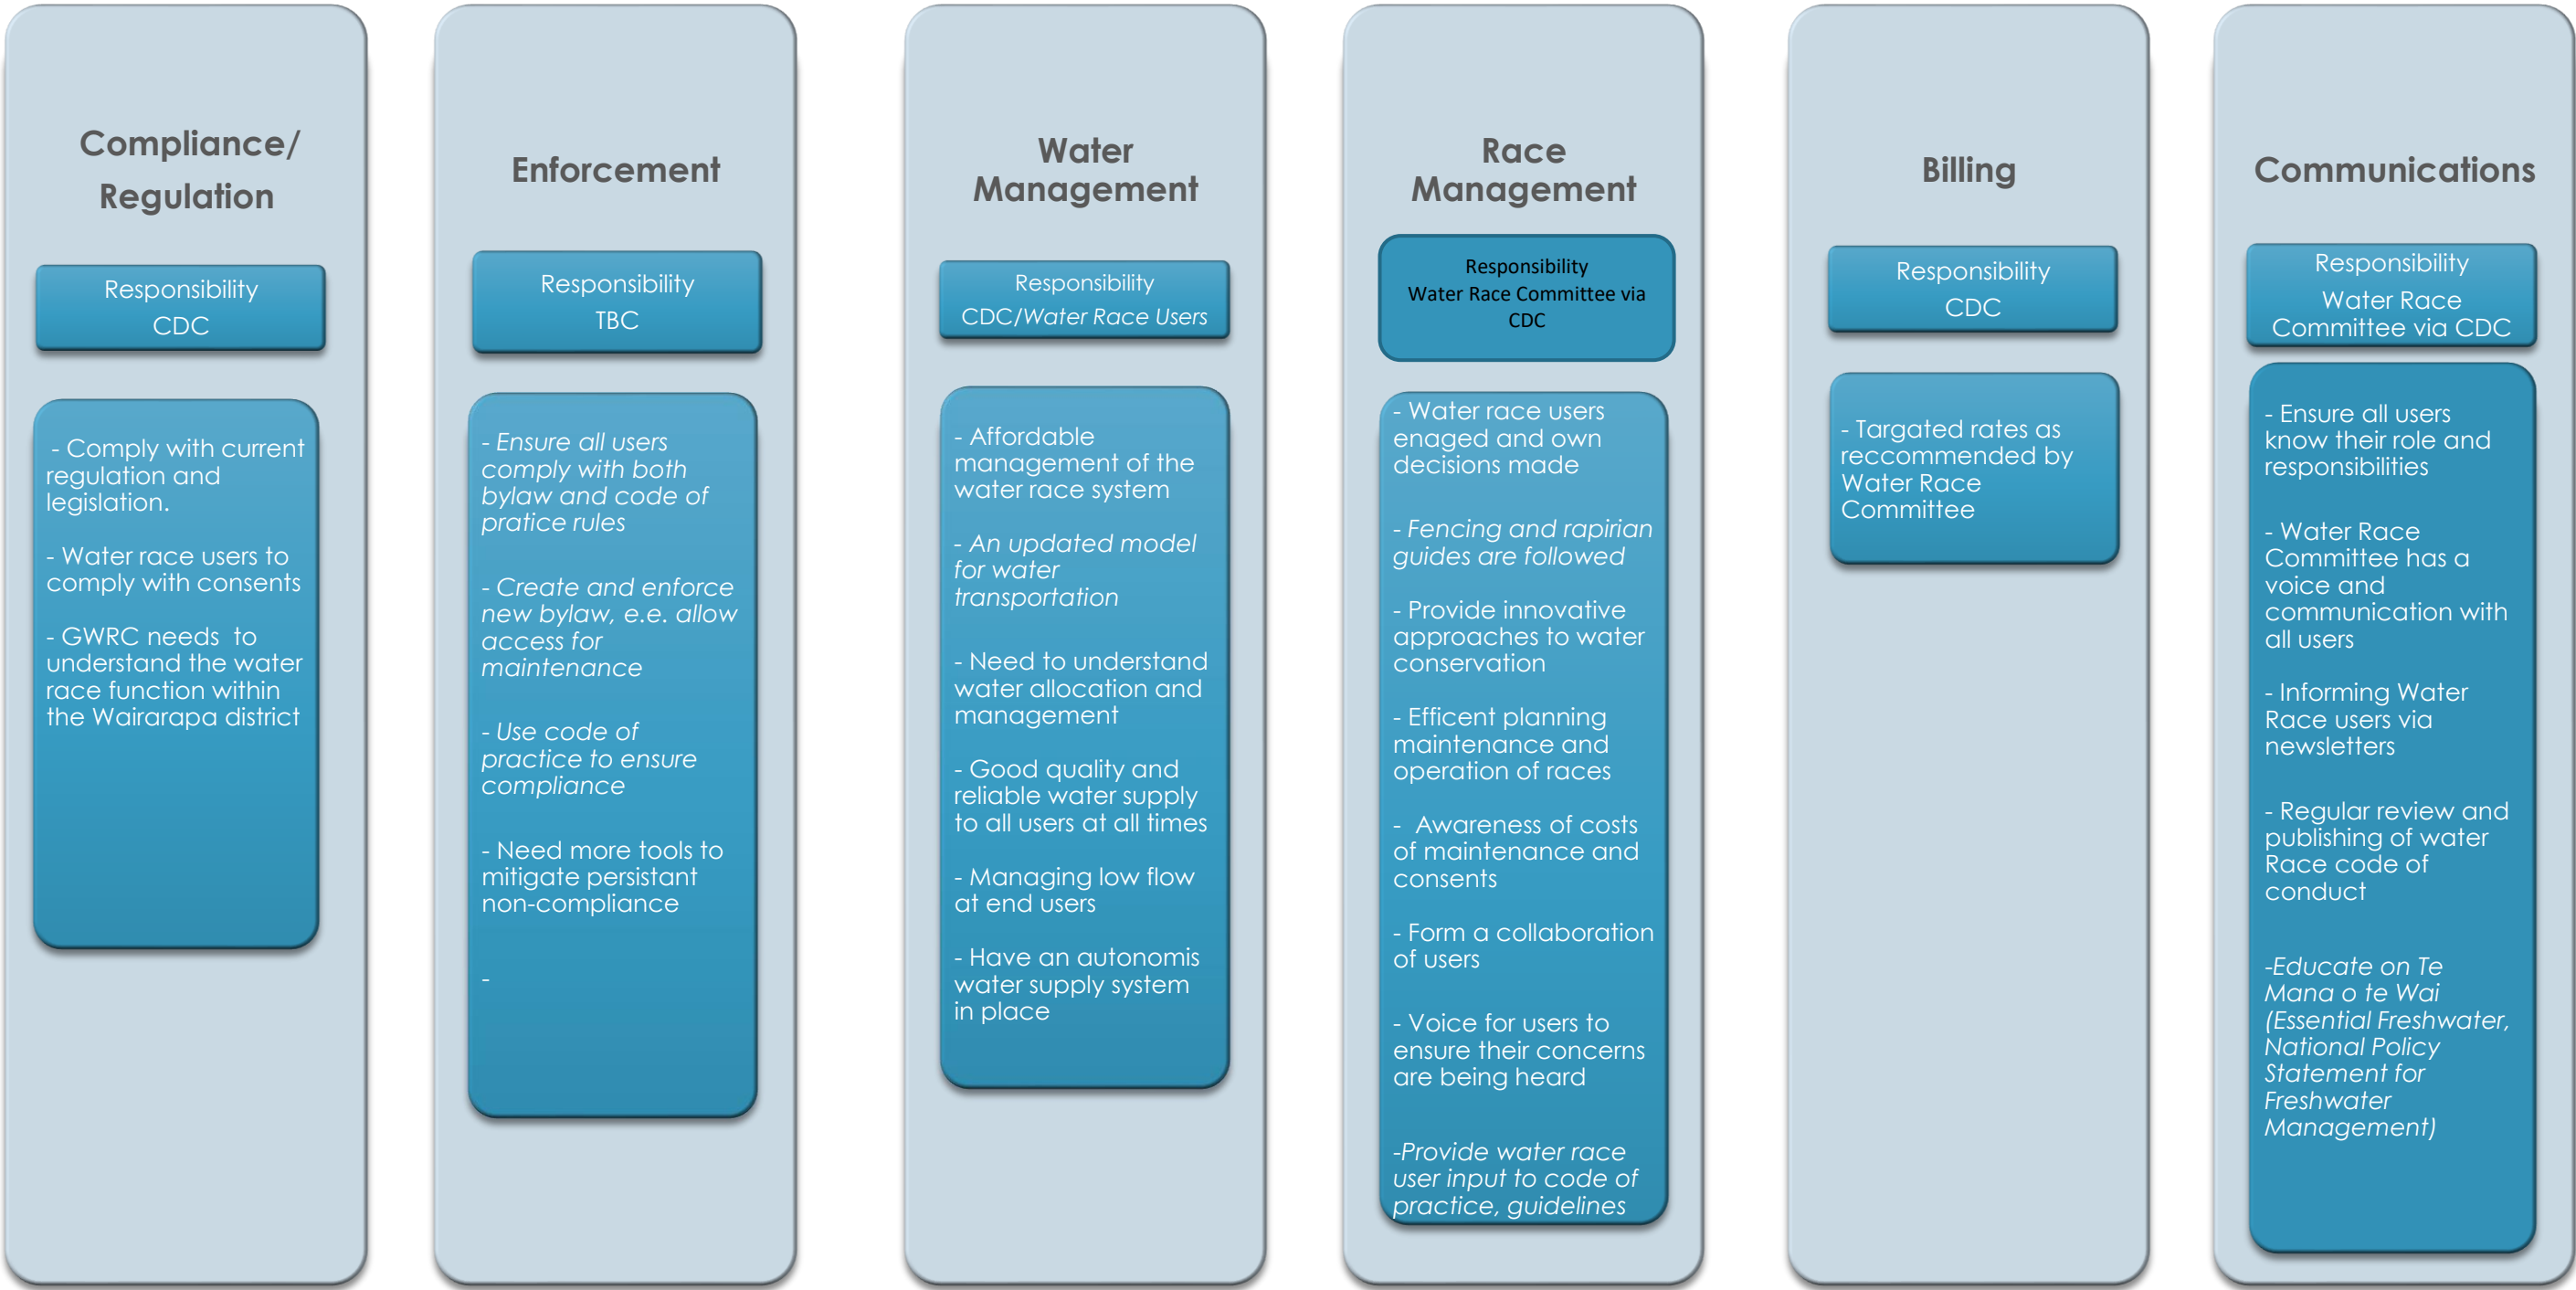 Compliance/
Regulation
Responsibility
CDC
- Comply with current
regulation and
legislation.
- Water race users to
comply with consents
- GWRC needs  to
understand the water
race function within
the Wairarapa district
Enforcement
Responsibility
TBC
- Ensure all users
comply with both
bylaw and code of
pratice rules
- Create and enforce
new bylaw, e.e. allow
access for
maintenance
- Use code of
practice to ensure
compliance
- Need more tools to
mitigate persistant
non-compliance
-
Water
Management
Responsibility
CDC/Water Race Users
- Affordable
management of the
water race system
- An updated model
for water
transportation
- Need to understand
water allocation and
management
- Good quality and
reliable water supply
to all users at all times
- Managing low flow
at end users
- Have an autonomis
water supply system
in place
Race
Management
Responsibility
Water Race Committee via
CDC
- Water race users
enaged and own
decisions made
- Fencing and rapirian
guides are followed
- Provide innovative
approaches to water
conservation
- Efficent planning
maintenance and
operation of races
-  Awareness of costs
of maintenance and
consents
- Form a collaboration
of users
- Voice for users to
ensure their concerns
are being heard
-Provide water race
user input to code of
practice, guidelines
Billing
Responsibility
CDC
- Targated rates as
reccommended by
Water Race
Committee
Communications
Responsibility
Water Race
Committee via CDC
- Ensure all users
know their role and
responsibilities
- Water Race
Committee has a
voice and
communication with
all users
- Informing Water
Race users via
newsletters
- Regular review and
publishing of water
Race code of
conduct
-Educate on Te
Mana o te Wai
(Essential Freshwater,
National Policy
Statement for
Freshwater
Management)